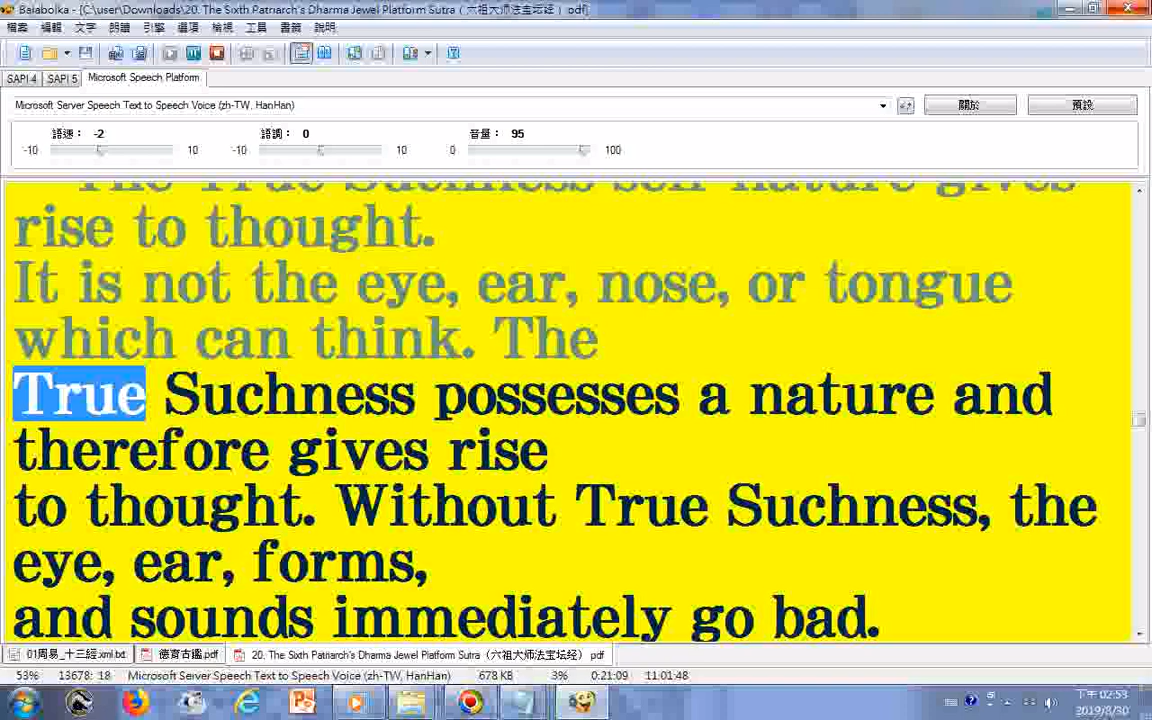 Balabolka - [C:\user\Downloads\20. The Sixth Patriarch's Dharma Jewel Platform Sutra（六祖大师法宝坛经）.pdf]
檔案 編輯 文字 朗讀 引擎 選項 檢視 工具 書籤 說明
SAPI 4 SAPI 5 Microsoft Speech Platform
Microsoft Server Speech Text to Speech Voice (zh-TW, HanHan) 關於 預設
語速： -2 語調： 0 音量： 95
-10 10 -10 10 0 100
The True Suchness self-nature gives
rise to thought.
It is not the eye, ear, nose, or tongue
which can think. The
True Suchness possesses a nature and
therefore gives rise
to thought. Without True Suchness, the
eye, ear, forms,
and sounds immediately go bad.
01周易_十三經.xml.txt 德育古鑑.pdf 20. The Sixth Patriarch's Dharma Jewel Platform Sutra（六祖大师法宝坛经）.pdf
53% 13678: 18 Microsoft Server Speech Text to Speech Voice (zh-TW, HanHan) 678 KB 3% 0:21:09 11:01:48
下午 02:53
2019/8/30